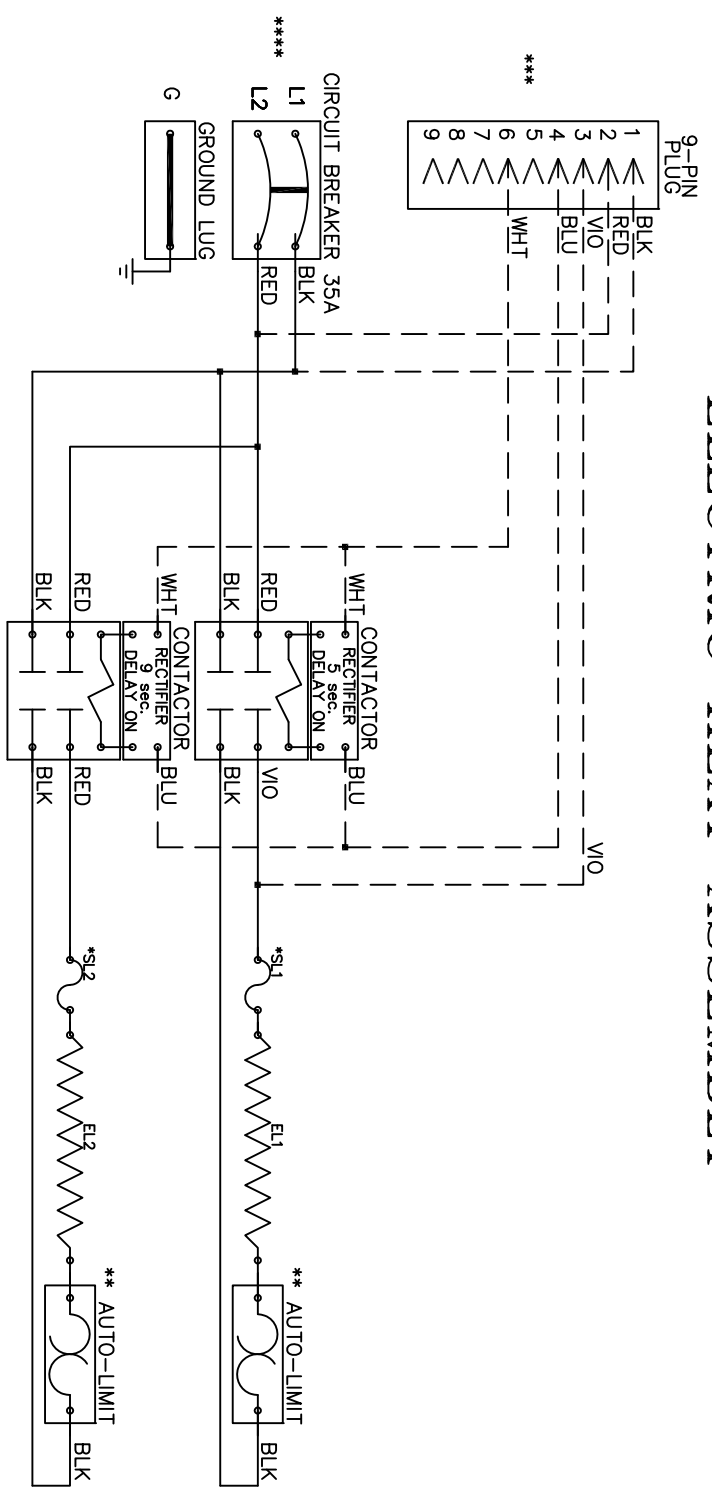 9-PIN
PLUG
***
1
2
3
4
5
6
7
8
9
BLK
RED
VIO
BLU
WHT
VIO
CIRCUIT BREAKER 35A
****
L1
L2
BLK
RED
GROUND LUG
G
CONTACTOR
WHT
RECTIFIER
5 sec.
DELAY ON
BLU
RED
BLK
VIO
BLK
*SL1
EL1
** AUTO-LIMIT
BLK
CONTACTOR
WHT
RECTIFIER
9 sec.
DELAY ON
BLU
RED
BLK
RED
BLK
*SL2
EL2
** AUTO-LIMIT
BLK